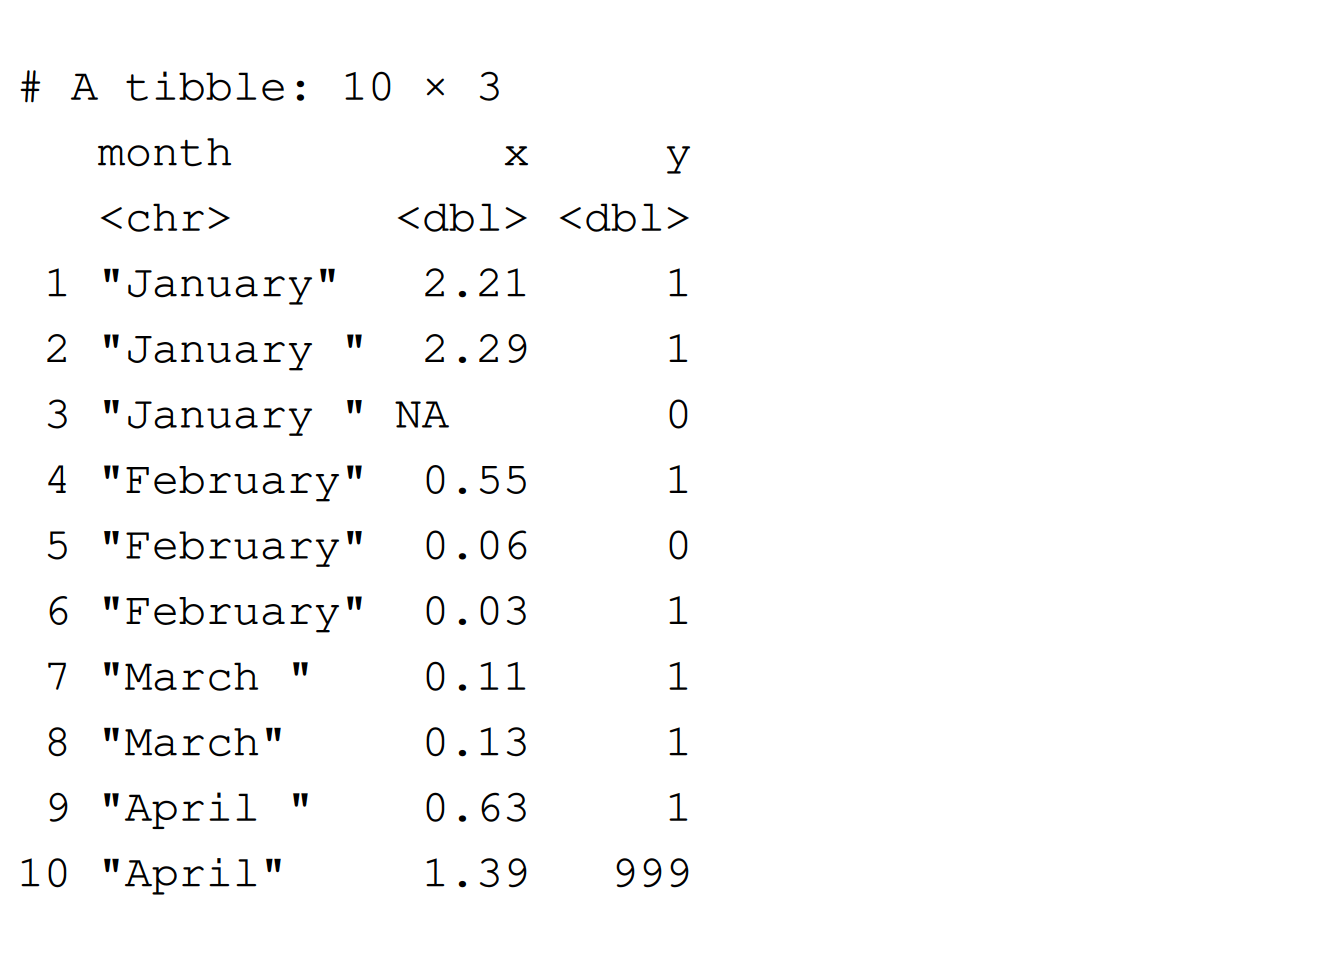 # A tibble: 10 × 3
   month          x     y
   <chr>      <dbl> <dbl>
 1 "January"   2.21     1
 2 "January "  2.29     1
 3 "January " NA        0
 4 "February"  0.55     1
 5 "February"  0.06     0
 6 "February"  0.03     1
 7 "March "    0.11     1
 8 "March"     0.13     1
 9 "April "    0.63     1
10 "April"     1.39   999